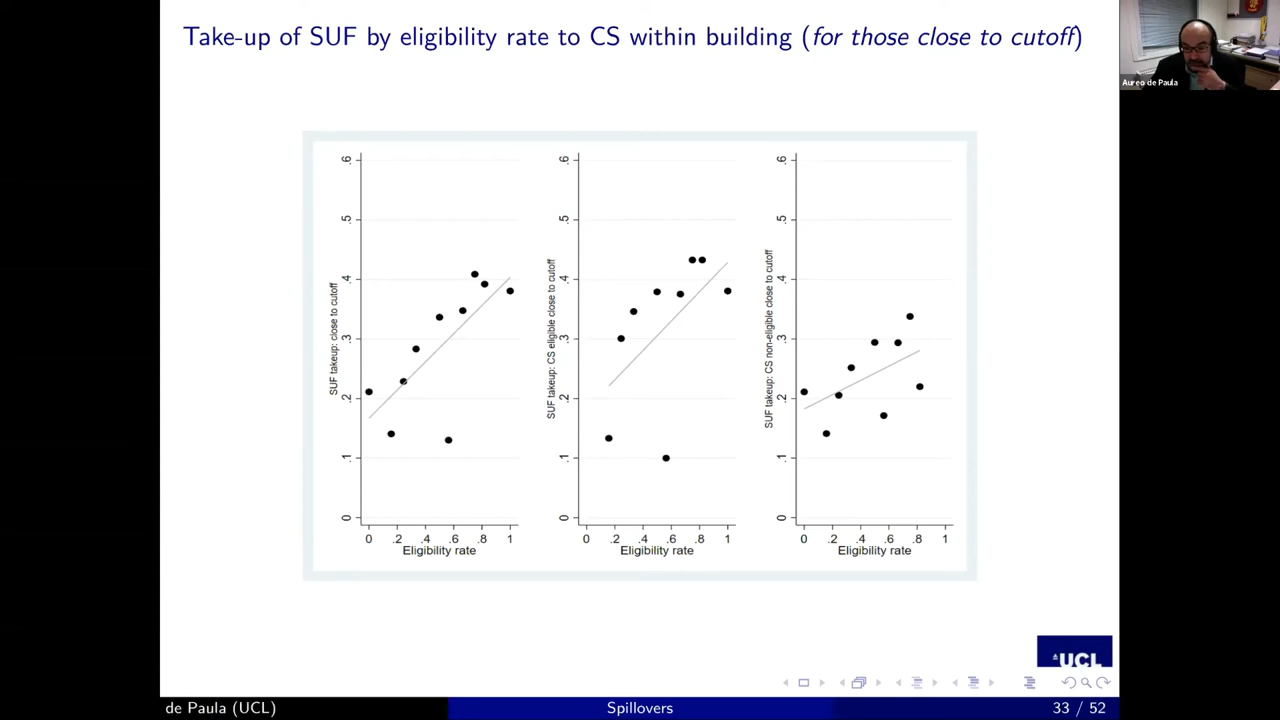 Take-up of SUF by eligibility rate to CS within building (for those close to cutoff)
Aureo de Paula
SUF takeup: close to cutoff
.6
.5
.4
.3
.2
.1
0
0 .2 .4 .6 .8 1
Eligibility rate
SUF takeup: CS eligible close to cutoff
.6
.5
.4
.3
.2
.1
0
0 .2 .4 .6 .8 1
Eligibility rate
SUF takeup: CS non-eligible close to cutoff
.6
.5
.4
.3
.2
.1
0
0 .2 .4 .6 .8 1
Eligibility rate
UCL
de Paula (UCL) Spillovers 33 / 52